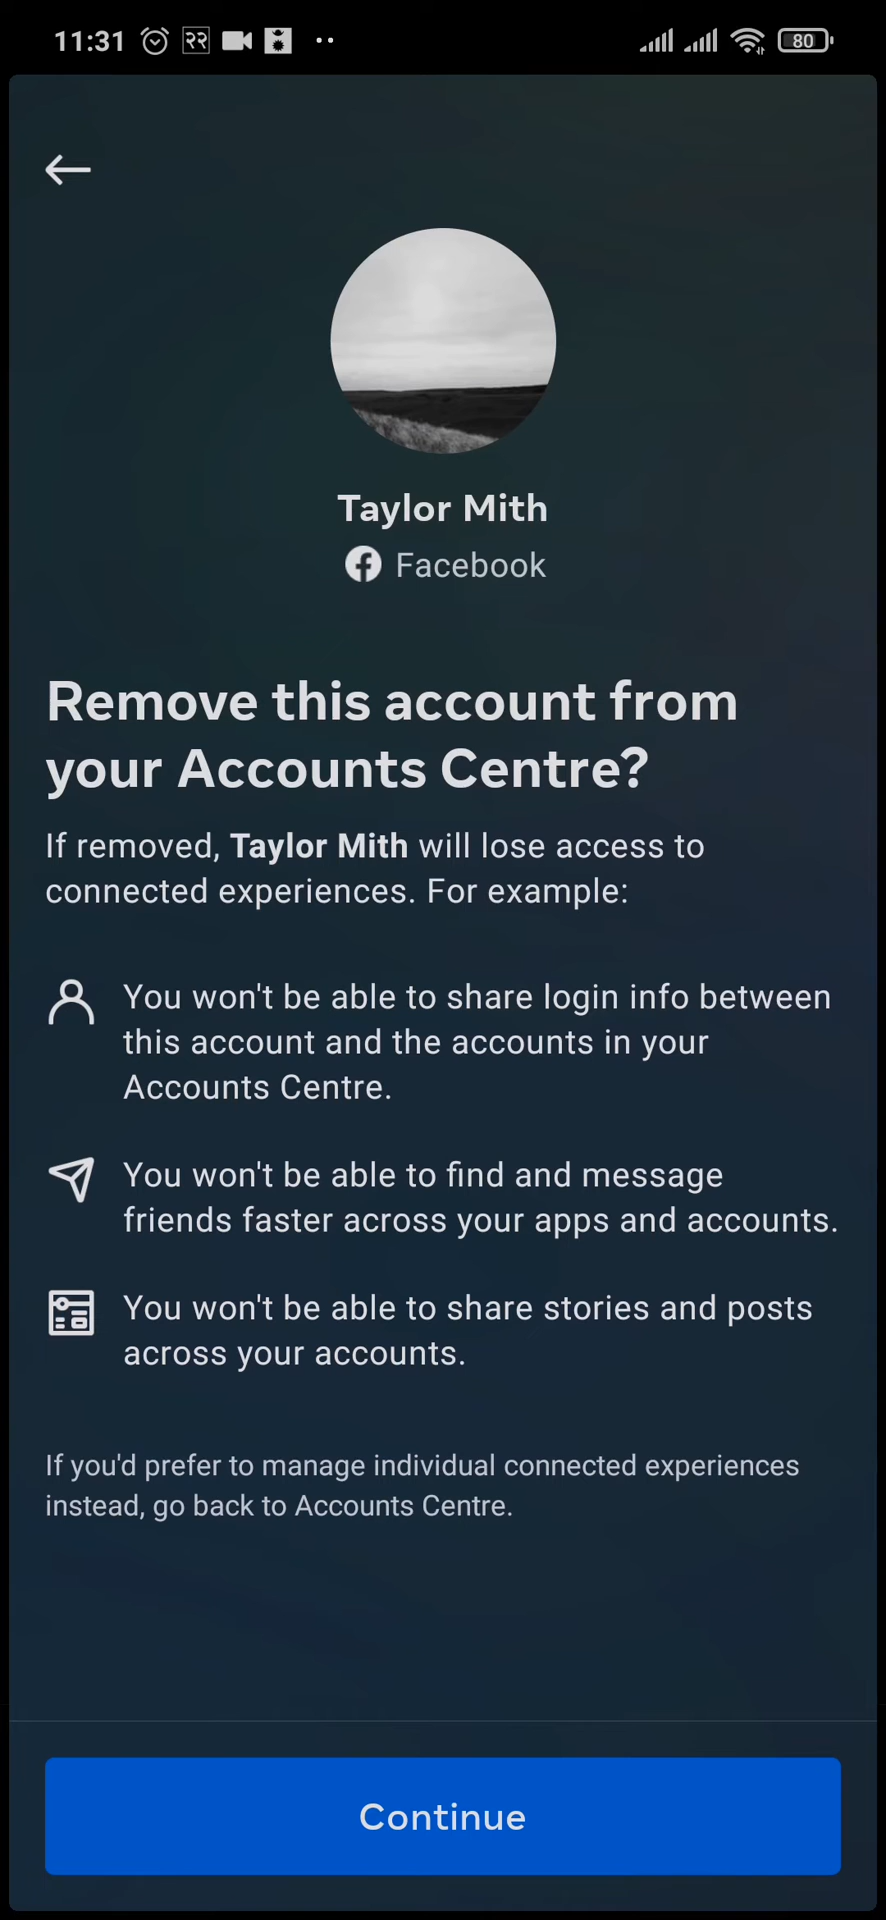 11:31 २२ 80
Taylor Mith
Facebook
Remove this account from
your Accounts Centre?
If removed, Taylor Mith will lose access to
connected experiences. For example:
You won't be able to share login info between
this account and the accounts in your
Accounts Centre.
You won't be able to find and message
friends faster across your apps and accounts.
You won't be able to share stories and posts
across your accounts.
If you'd prefer to manage individual connected experiences
instead, go back to Accounts Centre.
Continue